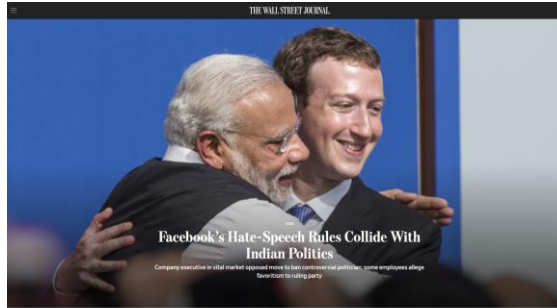 THE WALL STREET JOURNAL.
Facebook's Hate-Speech Rules Collide With
Indian Politics
Company executive in vital market opposed move to ban controversial politician; some employees allege
favoritism to ruling party